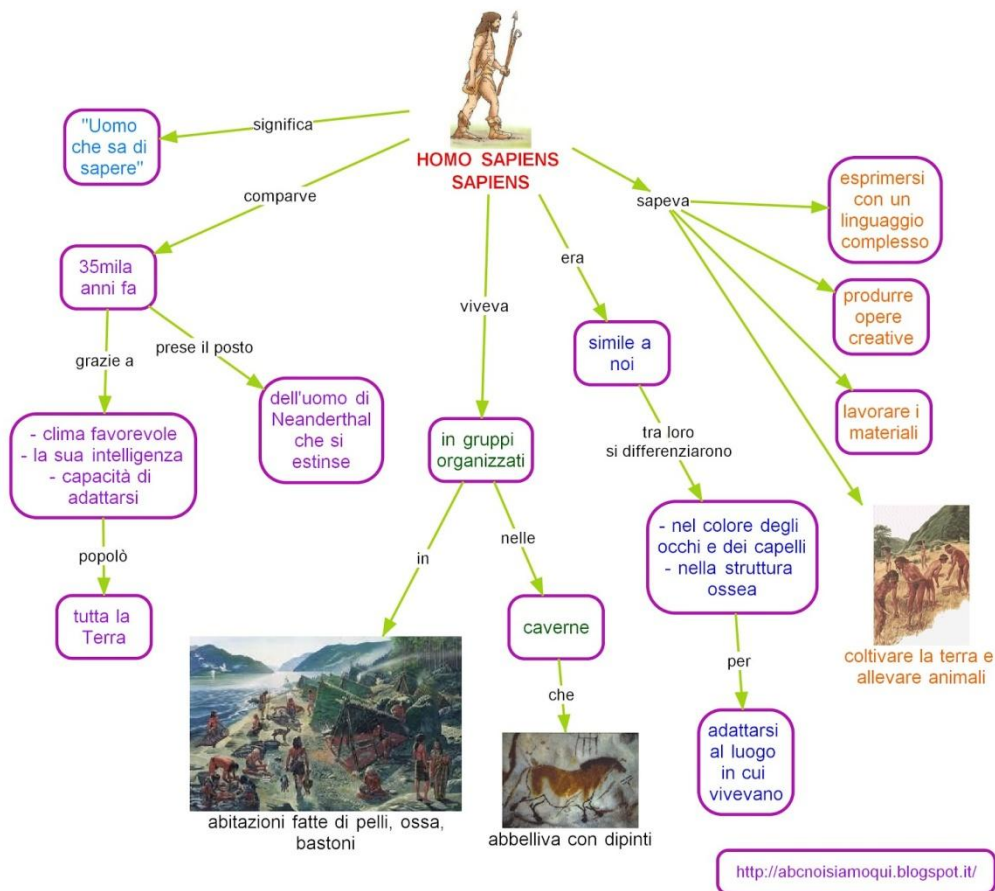 HOMO SAPIENS
SAPIENS
significa
"Uomo
che sa di
sapere"
comparve
35mila
anni fa
grazie a
- clima favorevole
- la sua intelligenza
- capacità di
adattarsi
popolò
tutta la
Terra
prese il posto
dell'uomo di
Neanderthal
che si
estinse
viveva
in gruppi
organizzati
in
abitazioni fatte di pelli, ossa,
bastoni
nelle
caverne
che
abbelliva con dipinti
era
simile a
noi
tra loro
si differenziarono
- nel colore degli
occhi e dei capelli
- nella struttura
ossea
per
adattarsi
al luogo
in cui
vivevano
sapeva
esprimersi
con un
linguaggio
complesso
produrre
opere
creative
lavorare i
materiali
coltivare la terra e
allevare animali
http://abcnoisiamoqui.blogspot.it/